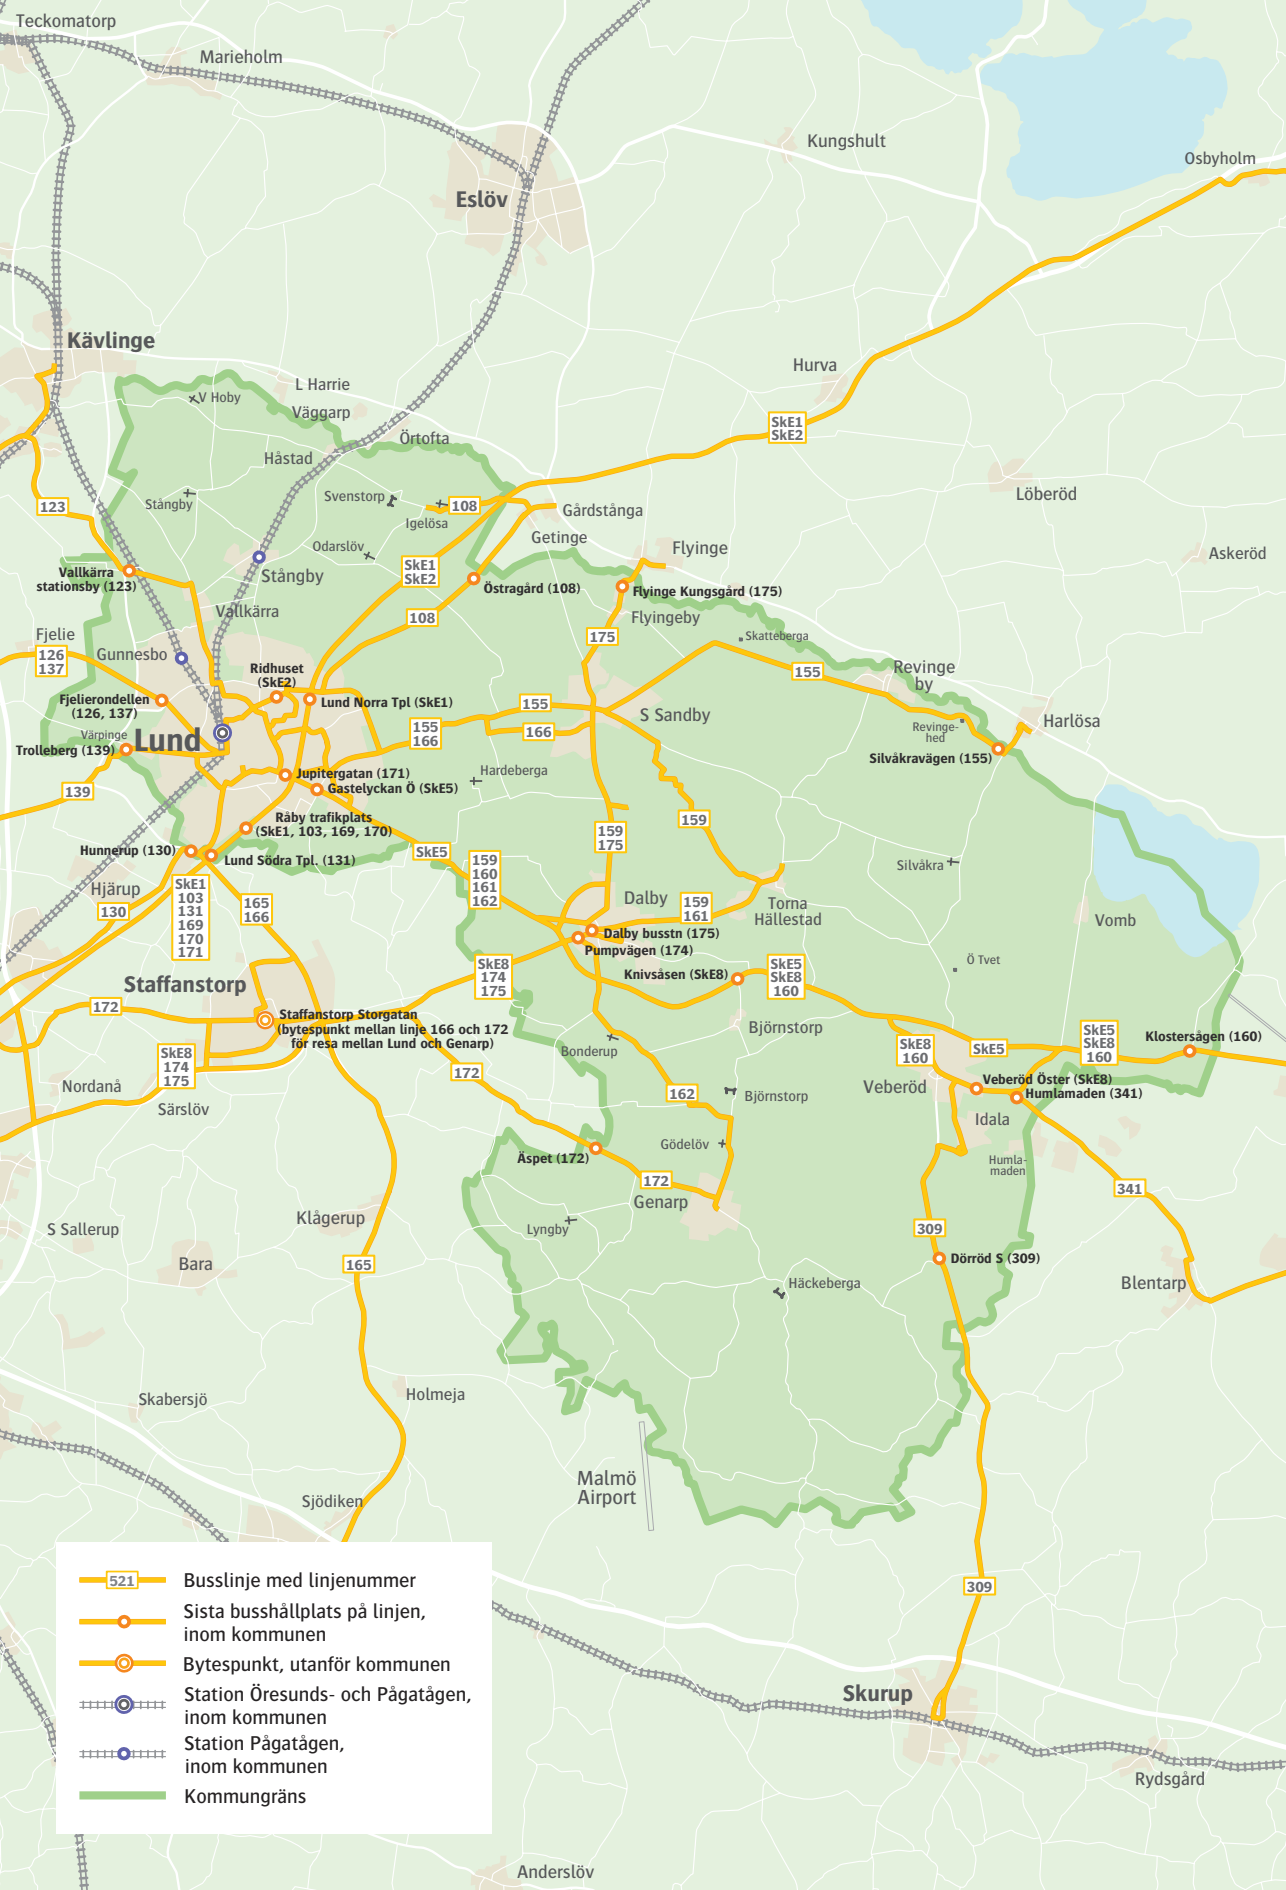 Teckomatorp
Marieholm
Kungshult
Osbyholm
Eslöv
Kävlinge
Hurva
L Harrie
V Hoby
Väggarp
SkE1
SkE2
Örtofta
Håstad
Löberöd
Svenstorp
Stångby
123
108
Gårdstånga
Igelösa
Getinge
Odarslöv
Flyinge
Askeröd
SkE1
SkE2
Vallkärra
stationsby (123)
Stångby
Östragård (108)
Flyinge Kungsgård (175)
Vallkärra
108
Flyingeby
Fjelie
175
Skatteberga
126
137
Gunnesbo
Ridhuset
(SkE2)
155
Revinge
by
Fjelierondellen
(126, 137)
Lund Norra Tpl (SkE1)
155
S Sandby
Harlösa
Värpinge
Lund
155
166
166
Revinge-
hed
Trolleberg (139)
Silvåkravägen (155)
Jupitergatan (171)
Hardeberga
Gastelyckan Ö (SkE5)
139
Råby trafikplats
(SkE1, 103, 169, 170)
159
159
175
Hunnerup (130)
Lund Södra Tpl. (131)
SkE5
159
160
161
162
Silvåkra
Hjärup
SkE1
103
131
169
170
171
165
166
130
Dalby
159
161
Torna
Hällestad
Vomb
Dalby busstn (175)
Pumpvägen (174)
Ö Tvet
Staffanstorp
SkE8
174
175
Knivsåsen (SkE8)
SkE5
SkE8
160
172
Staffanstorp Storgatan
(bytespunkt mellan linje 166 och 172
för resa mellan Lund och Genarp)
Björnstorp
SkE5
SkE8
160
Klostersågen (160)
SkE8
160
SkE5
Bonderup
SkE8
174
175
172
Nordanå
Särslöv
Veberöd
Veberöd Öster (SkE8)
Humlamaden (341)
162
Björnstorp
Idala
Gödelöv
Äspet (172)
Humla-
maden
172
341
Genarp
Klågerup
S Sallerup
Lyngby
309
Bara
165
Dörröd S (309)
Häckeberga
Blentarp
Skabersjö
Holmeja
Malmö
Airport
Sjödiken
521
Busslinje med linjenummer
309
Sista busshållplats på linjen,
inom kommunen
Bytespunkt, utanför kommunen
Station Öresunds- och Pågatågen,
inom kommunen
Skurup
Station Pågatågen,
inom kommunen
Rydsgård
Kommungräns
Anderslöv